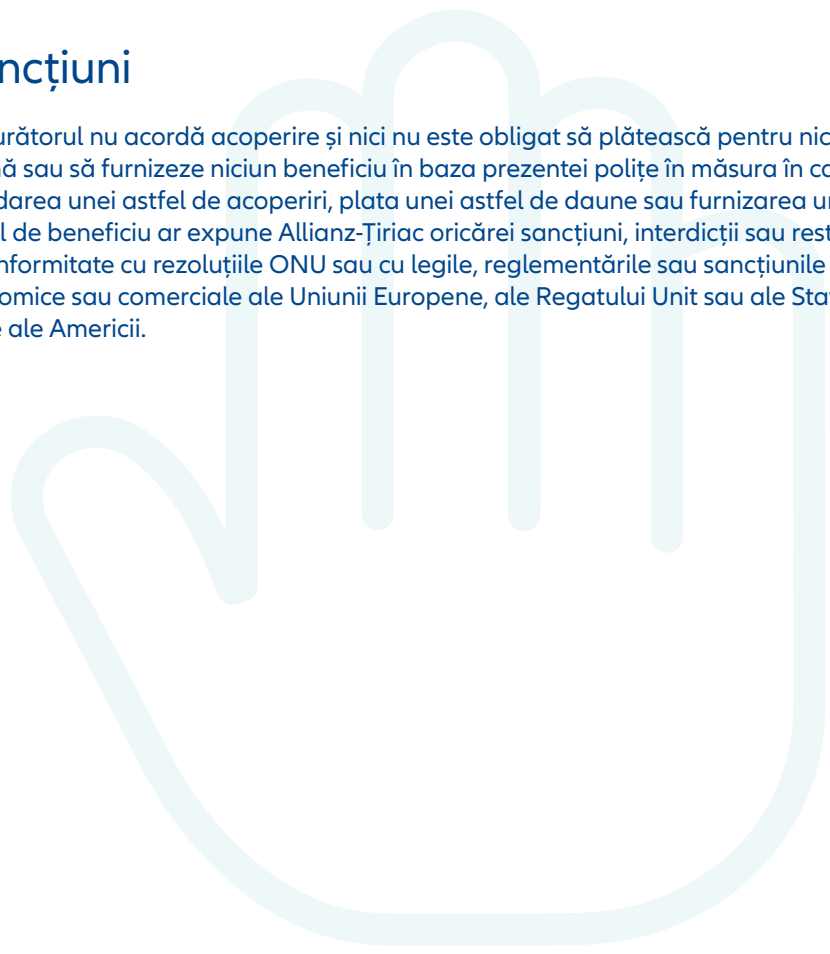 ncțiuni
urătorul nu acordă acoperire și nici nu este obligat să plătească pentru nic
ă sau să furnizeze niciun beneficiu în baza prezentei polițe în măsura în ca
darea unei astfel de acoperiri, plata unei astfel de daune sau furnizarea un
l de beneficiu ar expune Allianz-Țiriac oricărei sancțiuni, interdicții sau rest
nformitate cu rezoluțiile ONU sau cu legile, reglementările sau sancțiunile
omice sau comerciale ale Uniunii Europene, ale Regatului Unit sau ale Sta
e ale Americii.